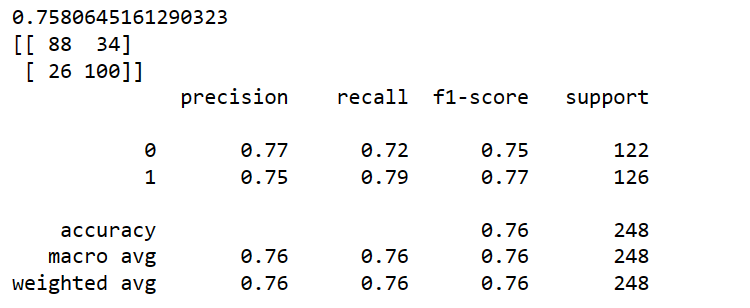 0.7580645161290323
[[ 88  34]
 [ 26 100]]
              precision    recall  f1-score   support

           0       0.77      0.72      0.75       122
           1       0.75      0.79      0.77       126

    accuracy                           0.76       248
   macro avg       0.76      0.76      0.76       248
weighted avg       0.76      0.76      0.76       248